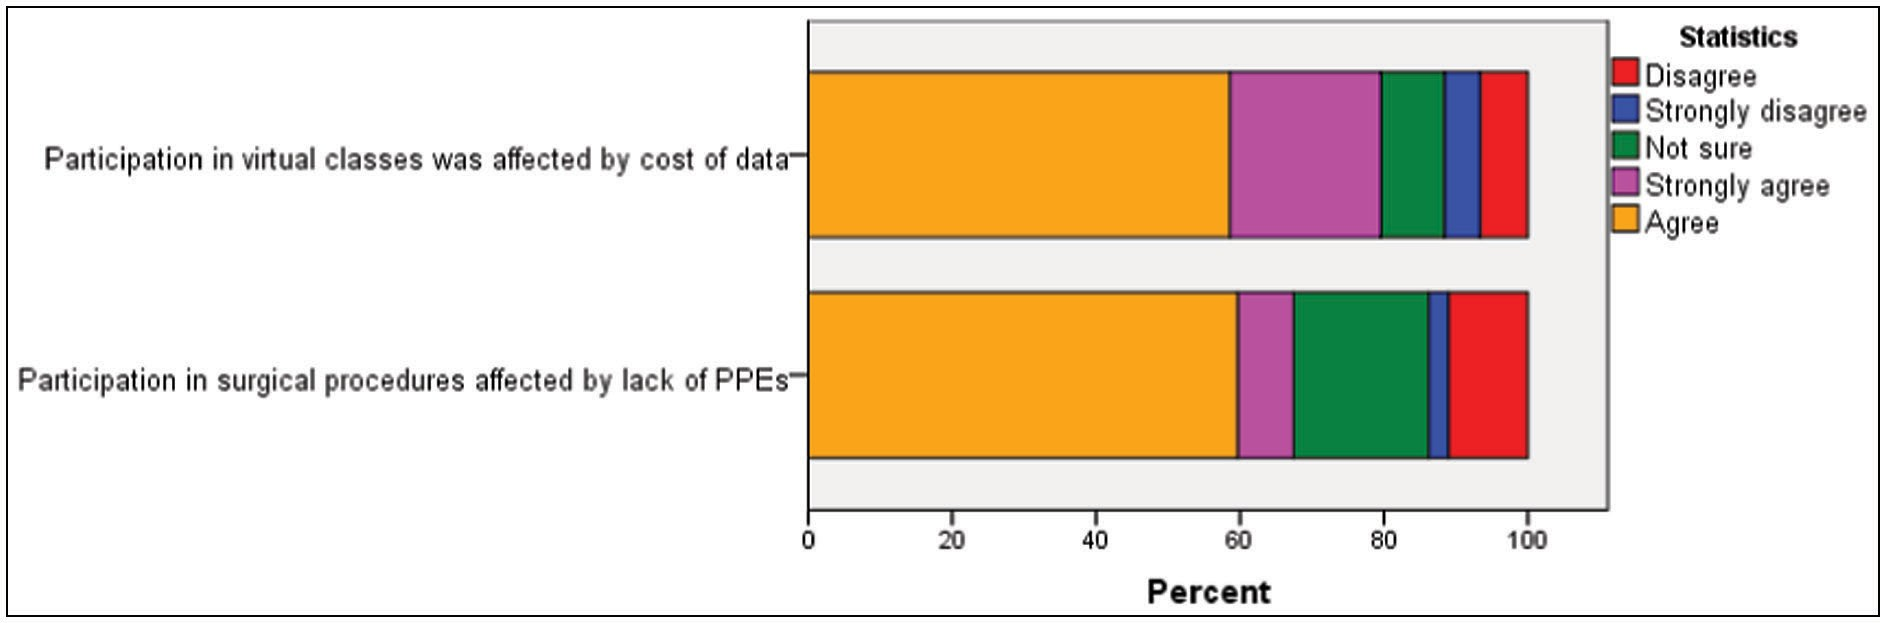 Statistics
Disagree
Strongly disagree
Not sure
Strongly agree
Agree
Participation in virtual classes was affected by cost of data
Participation in surgical procedures affected by lack of PPEs
0 20 40 60 80 100
Percent